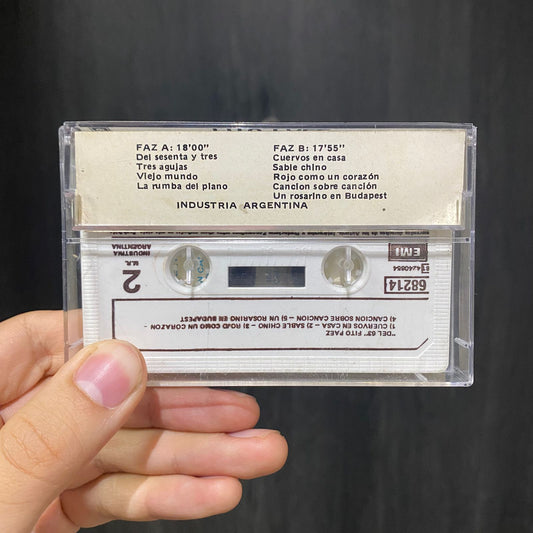 FAZ A: 18'00"
Del sesenta y tres
Tres agujas
Viejo mundo
La rumba del piano
FAZ B: 17'55"
Cuervos en casa
Sable chino
Rojo como un corazón
Cancion sobre canción
Un rosarino en Budapest
INDUSTRIA ARGENTINA
"DEL 63" FITO PAEZ
1) CUERVOS EN CASA – 2) SABLE CHINO – 3) ROJO COMO UN CORAZON
4) CANCION SOBRE CANCION – 5) UN ROSARINO EN BUDAPEST
68214
EMI
2
M.R.
INDUSTRIA
ARGENTINA